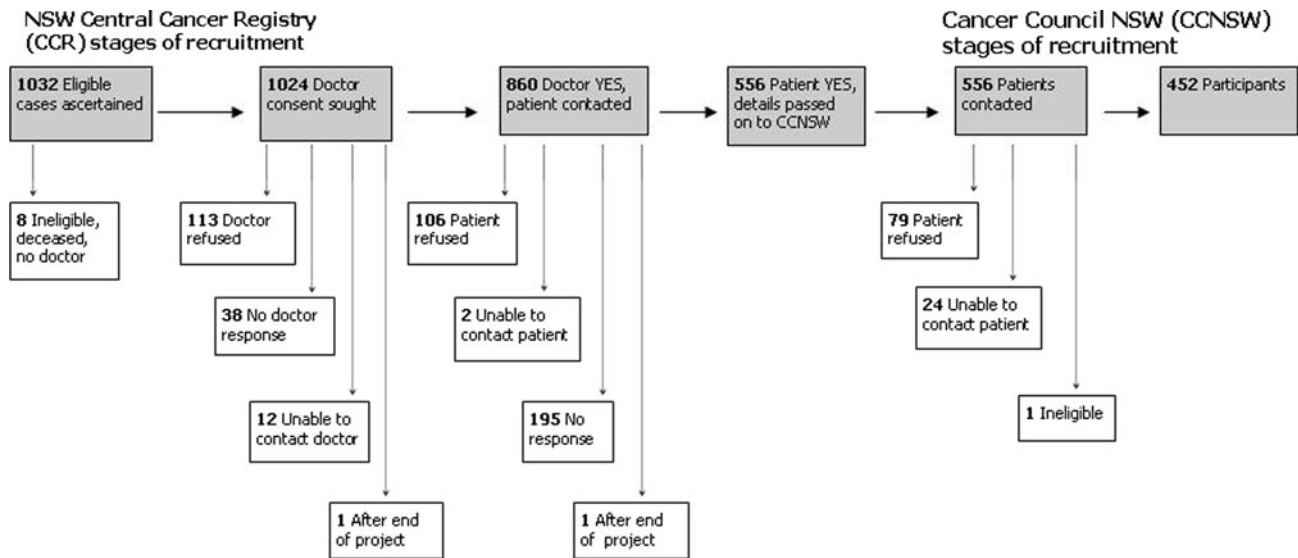 NSW Central Cancer Registry
(CCR) stages of recruitment
Cancer Council NSW (CCNSW)
stages of recruitment
1032 Eligible
cases ascertained
1024 Doctor
consent sought
860 Doctor YES,
patient contacted
556 Patient YES,
details passed
on to CCNSW
556 Patients
contacted
452 Participants
8 Ineligible,
deceased,
no doctor
113 Doctor
refused
38 No doctor
response
12 Unable to
contact doctor
1 After end
of project
106 Patient
refused
2 Unable to
contact patient
195 No
response
1 After end
of project
79 Patient
refused
24 Unable to
contact patient
1 Ineligible